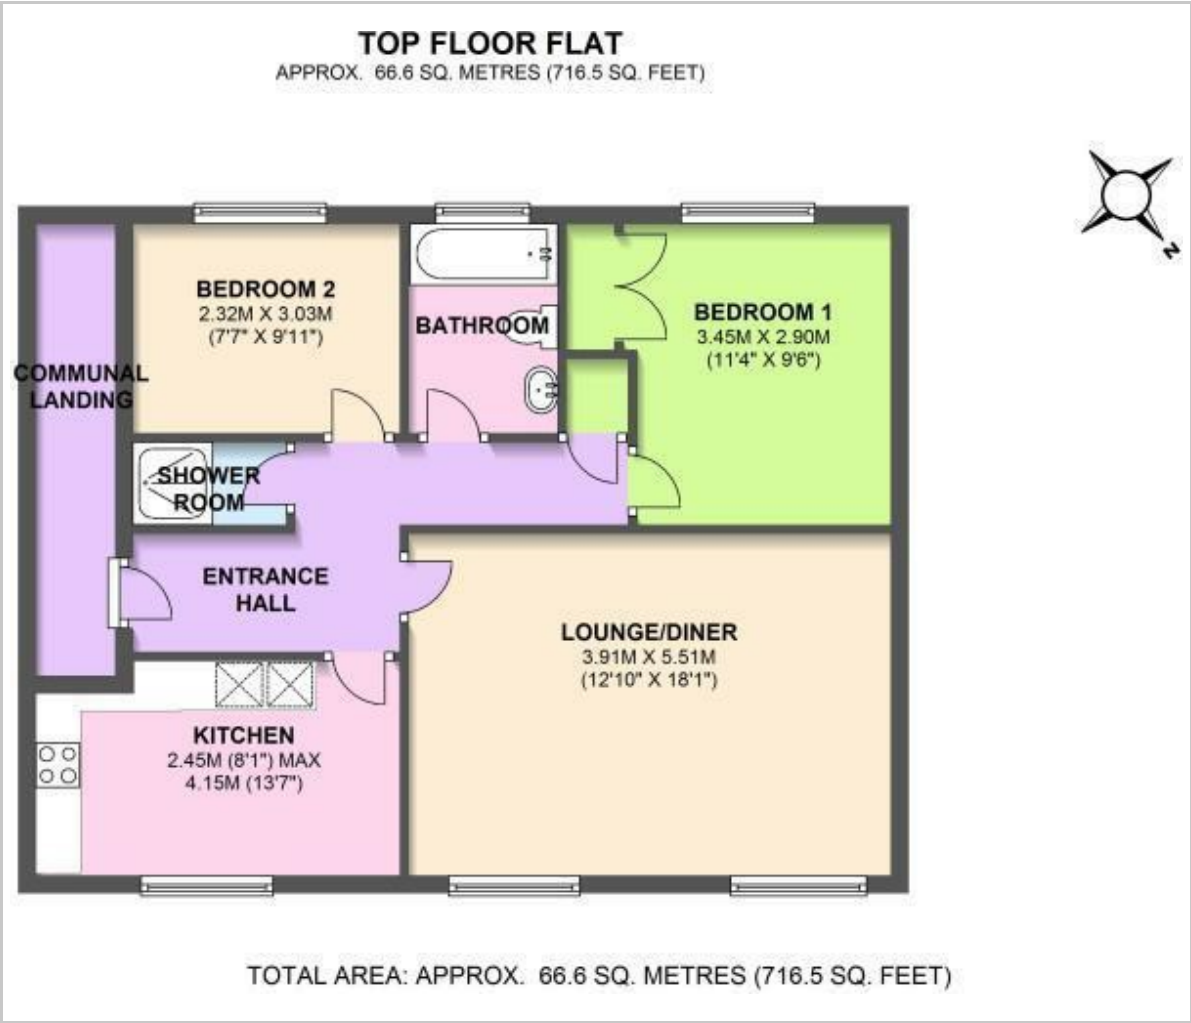 TOP FLOOR FLAT
APPROX. 66.6 SQ. METRES (716.5 SQ. FEET)
N
BEDROOM 2
2.32M X 3.03M
(7'7" X 9'11")
BATHROOM
BEDROOM 1
3.45M X 2.90M
(11'4" X 9'6")
COMMUNAL
LANDING
SHOWER
ROOM
ENTRANCE
HALL
LOUNGE/DINER
3.91M X 5.51M
(12'10" X 18'1")
KITCHEN
2.45M (8'1") MAX
4.15M (13'7")
TOTAL AREA: APPROX. 66.6 SQ. METRES (716.5 SQ. FEET)